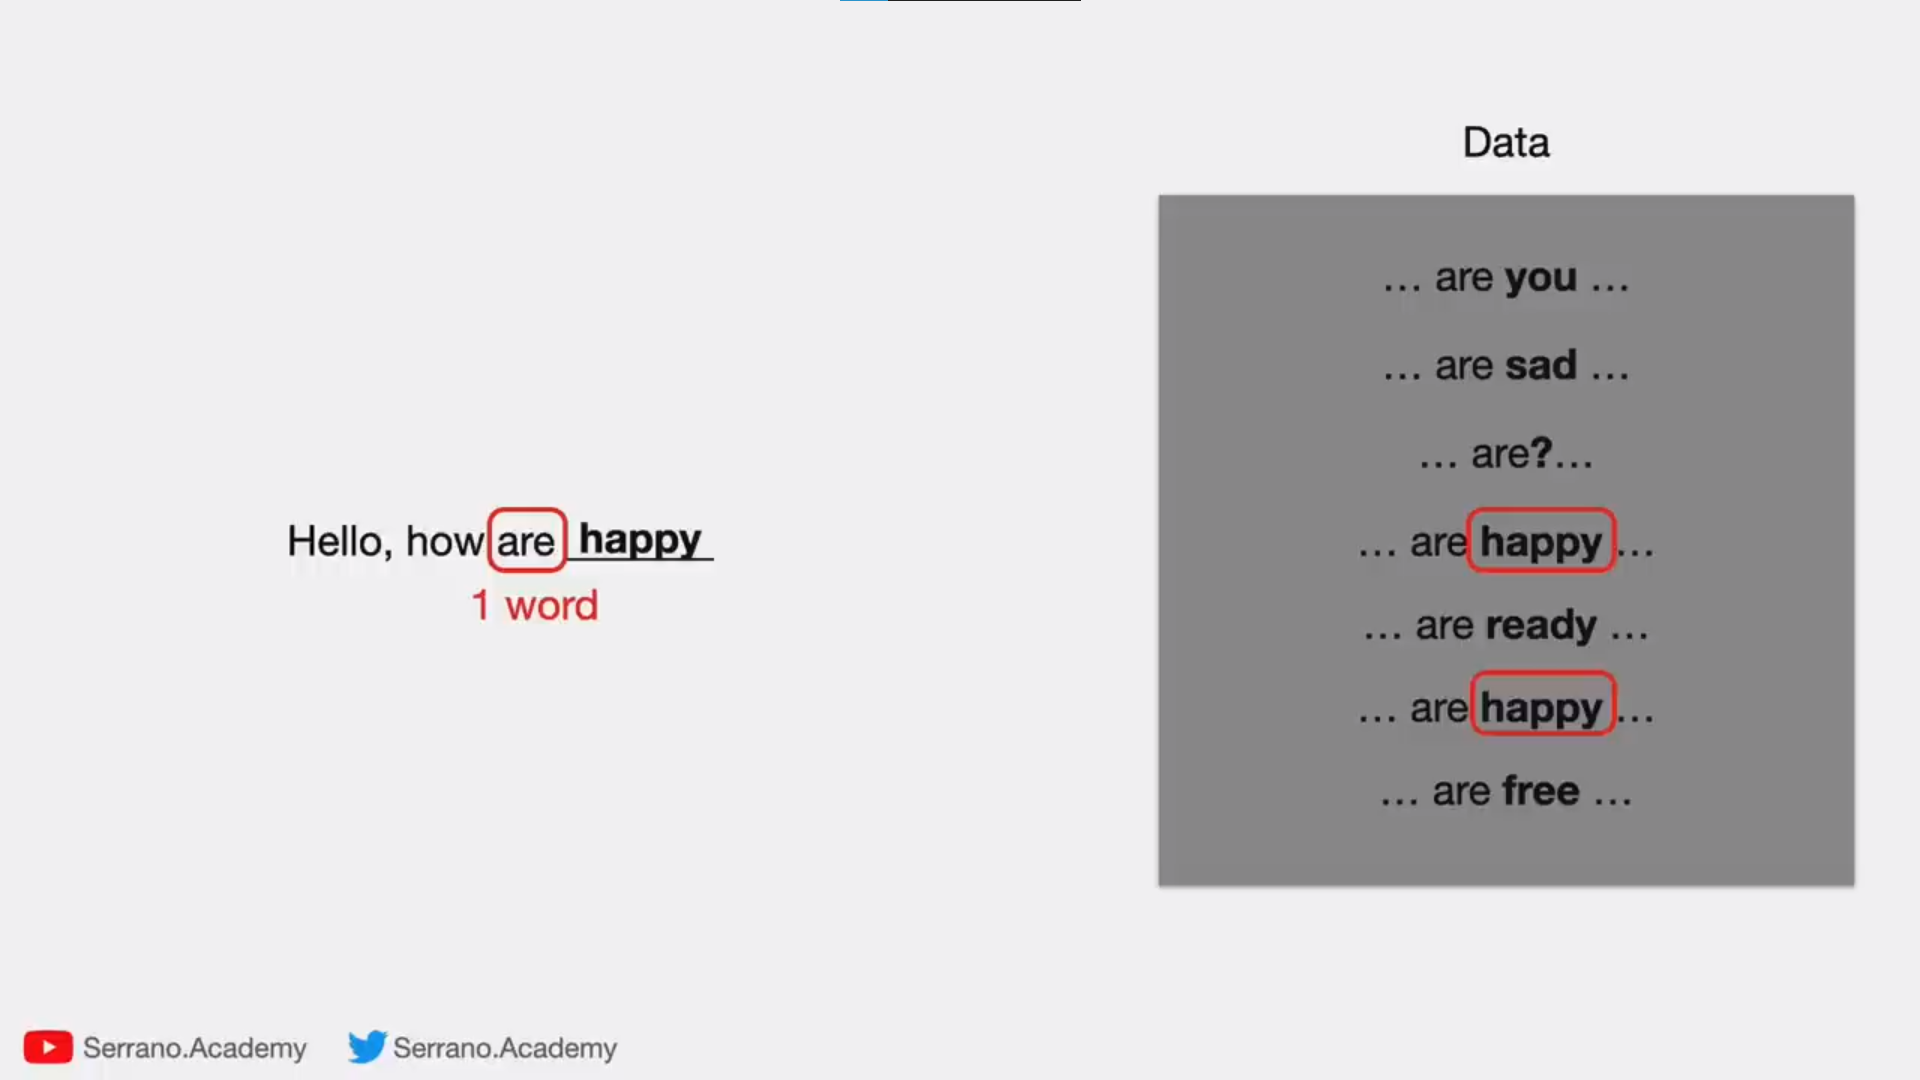 Data
… are you …
… are sad …
… are?…
Hello, how are happy
1 word
… are happy …
… are ready …
… are happy …
… are free …
Serrano.Academy
Serrano.Academy